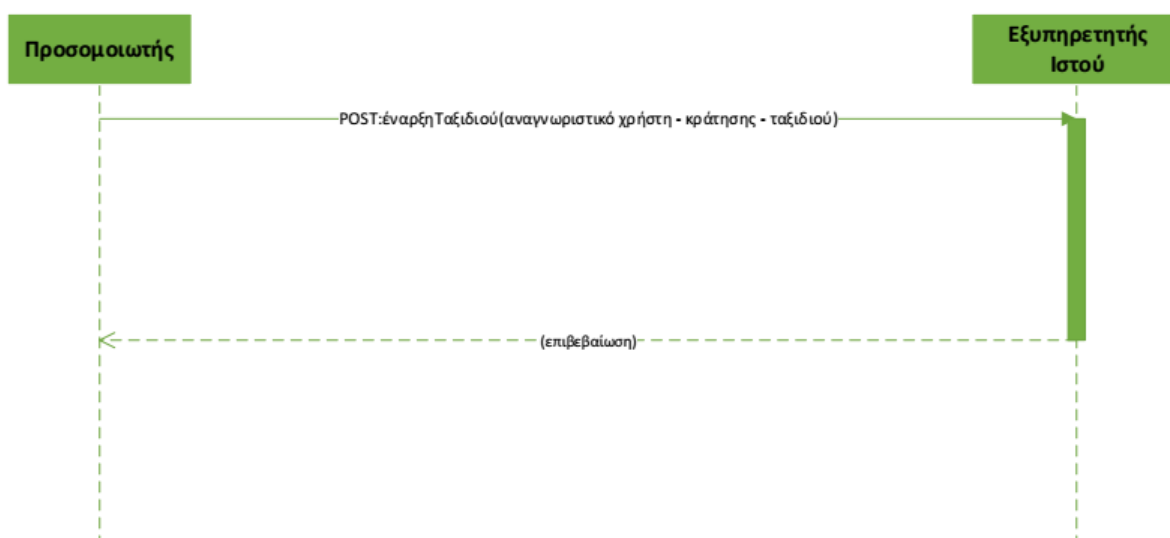 Προσομοιωτής
Εξυπηρετητής
Ιστού
POST:έναρξηΤαξιδιού(αναγνωριστικό χρήστη - κράτησης - ταξιδιού)
(επιβεβαίωση)